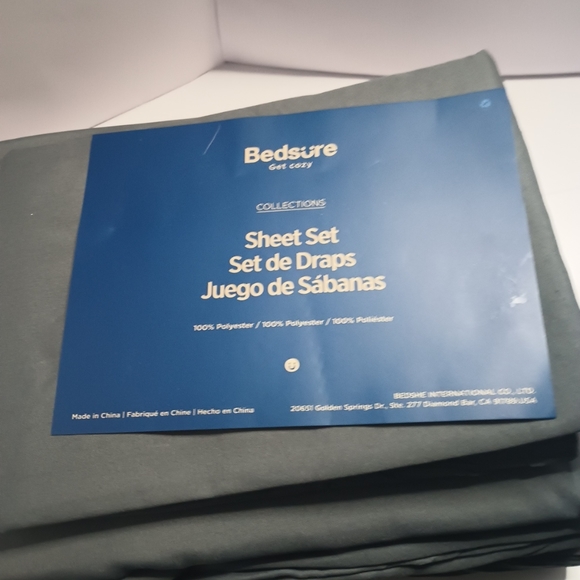 Bedsure
Get cozy
COLLECTIONS
Sheet Set
Set de Draps
Juego de Sábanas
100% Polyester / 100% Polyester / 100% Poliéster
BEDSHE INTERNATIONAL CO., LTD.
Made in China | Fabriqué en Chine | Hecho en China
20651 Golden Springs Dr., Ste. 277 Diamond Bar, CA 91789.USA